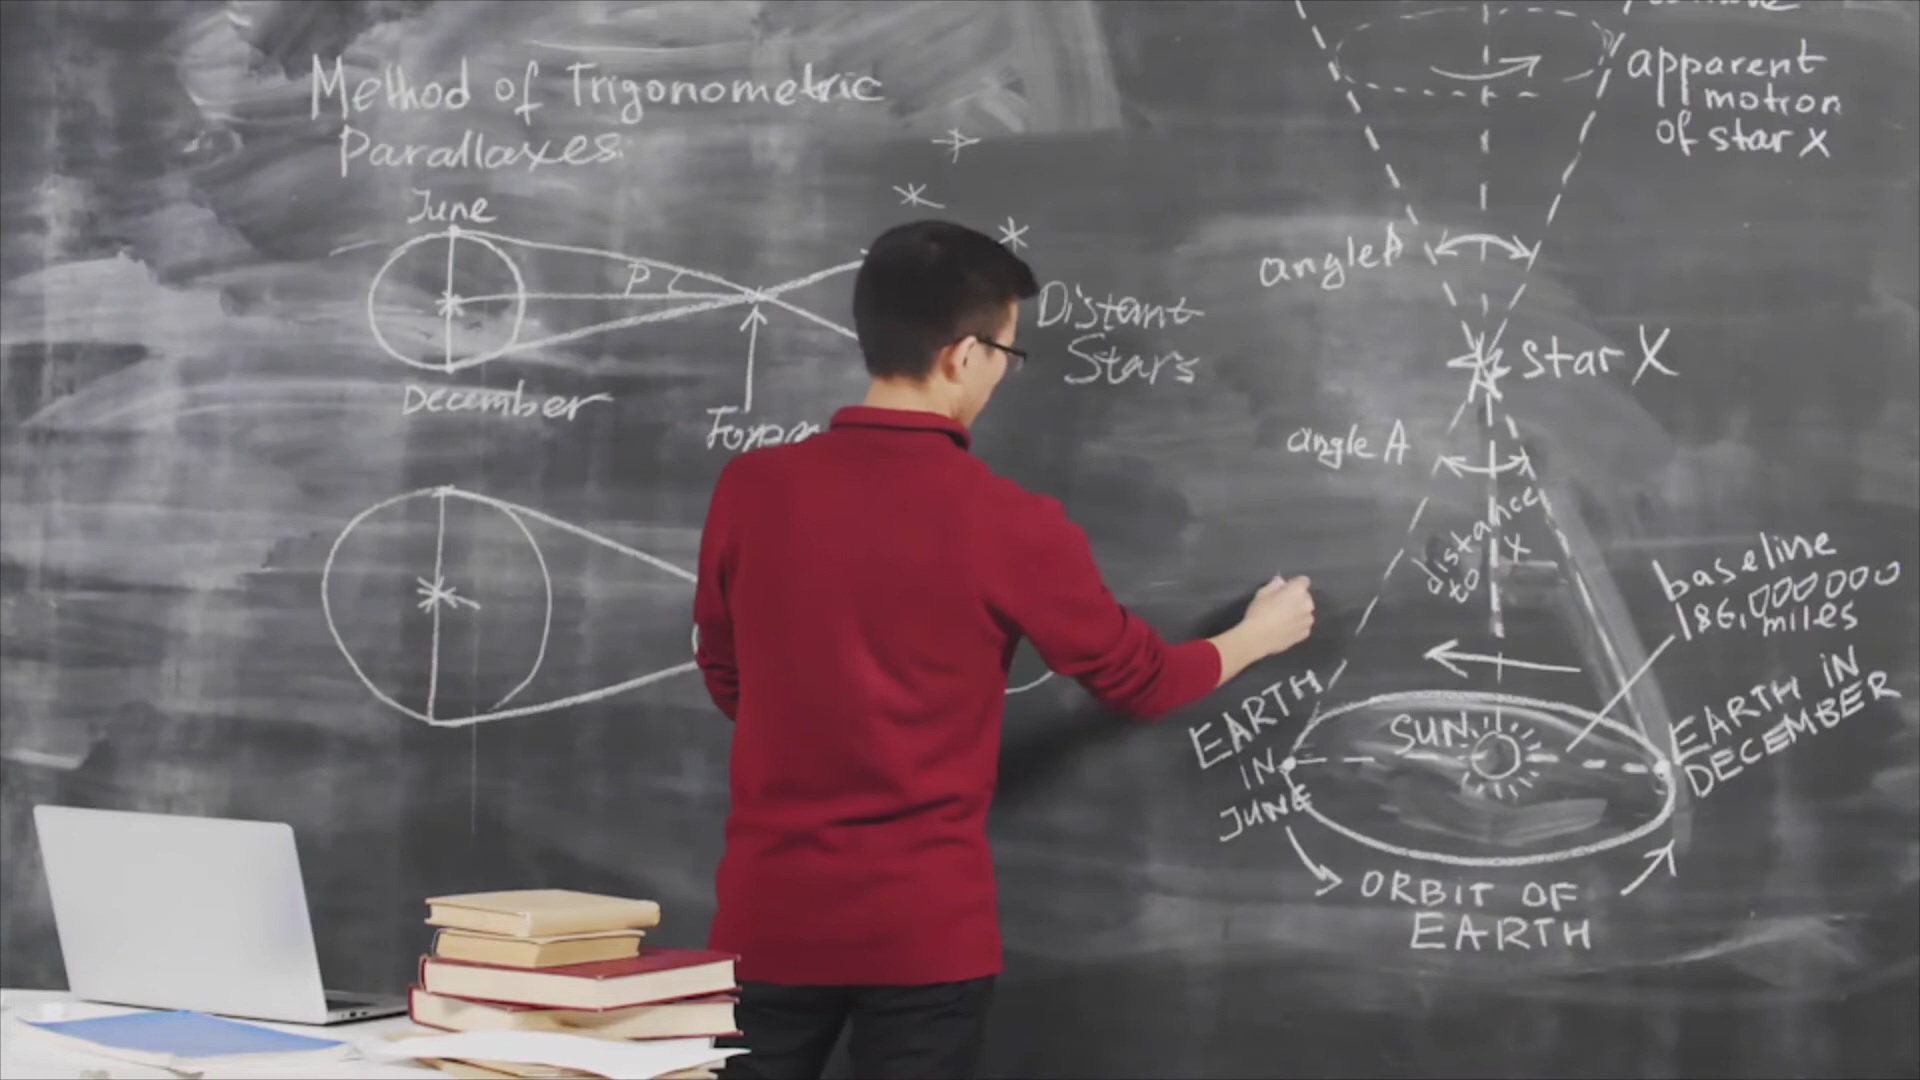 Method of Trigonometric
Parallaxes.
June
P
December
Distant
Stars
apparent
motion
of star X
angle A
star X
angle A
distance
to X
baseline
186,000000
miles
EARTH
IN
JUNE
SUN
EARTH IN
DECEMBER
ORBIT OF
EARTH